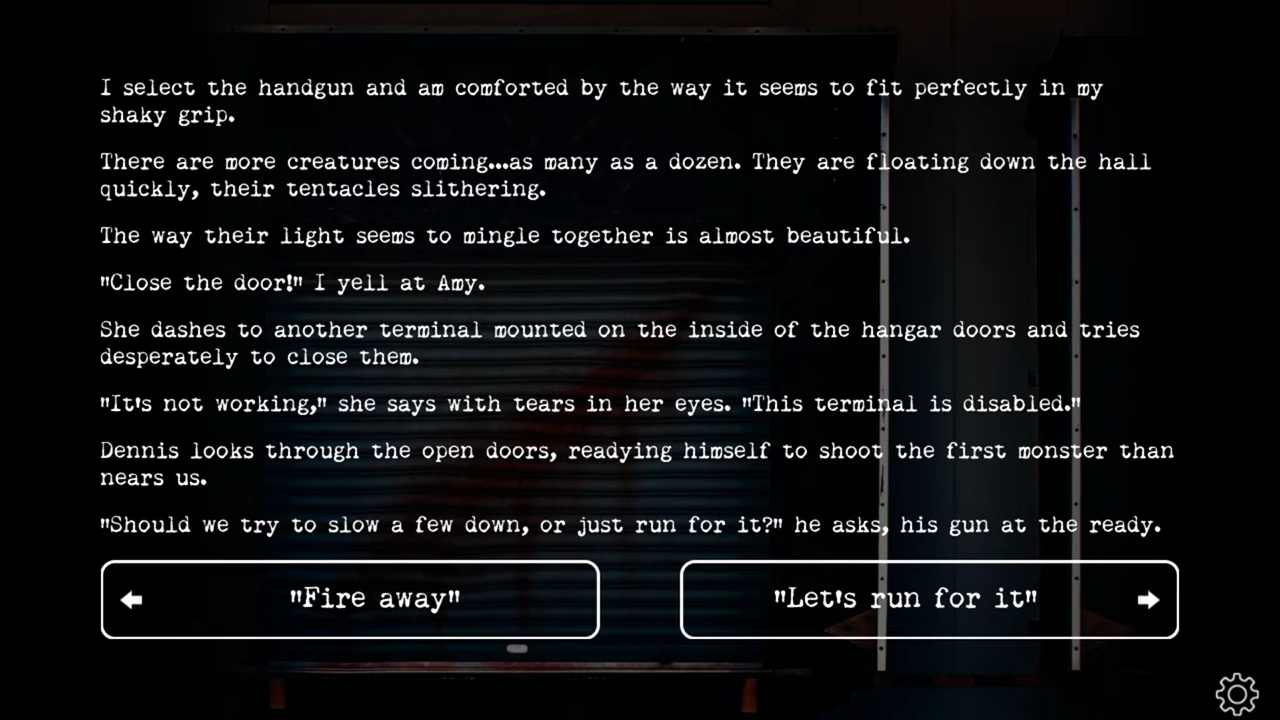 I select the handgun and am comforted by the way it seems to fit perfectly in my
shaky grip.
There are more creatures coming...as many as a dozen. They are floating down the hall
quickly, their tentacles slithering.
The way their light seems to mingle together is almost beautiful.
"Close the door!" I yell at Amy.
She dashes to another terminal mounted on the inside of the hangar doors and tries
desperately to close them.
"It's not working," she says with tears in her eyes. "This terminal is disabled."
Dennis looks through the open doors, readying himself to shoot the first monster than
nears us.
"Should we try to slow a few down, or just run for it?" he asks, his gun at the ready.
"Fire away"
"Let's run for it"